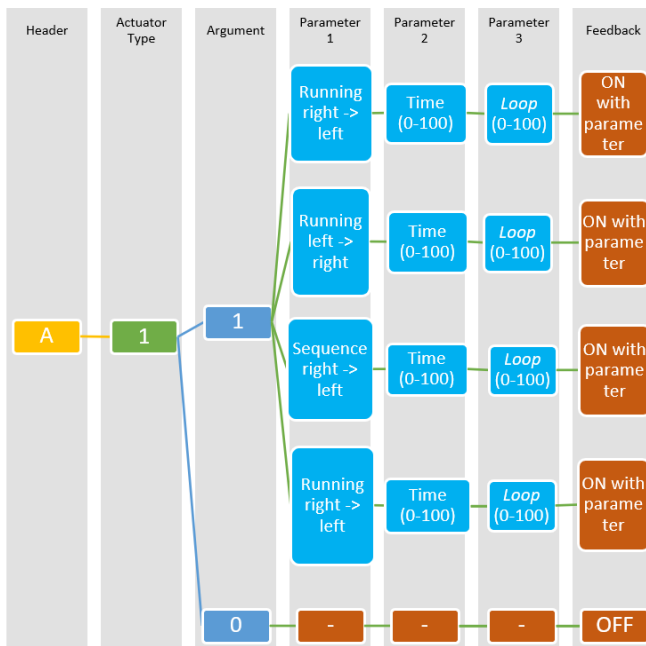 Header
Actuator
Type
Argument
Parameter
1
Parameter
2
Parameter
3
Feedback
Running
right ->
left
Time
(0-100)
Loop
(0-100)
ON
with
parame
ter
Running
left ->
right
Time
(0-100)
Loop
(0-100)
ON with
parame
ter
A
1
1
Sequence
right ->
left
Time
(0-100)
Loop
(0-100)
ON with
parame
ter
Running
right ->
left
Time
(0-100)
Loop
(0-100)
ON with
parame
ter
0
-
-
-
OFF